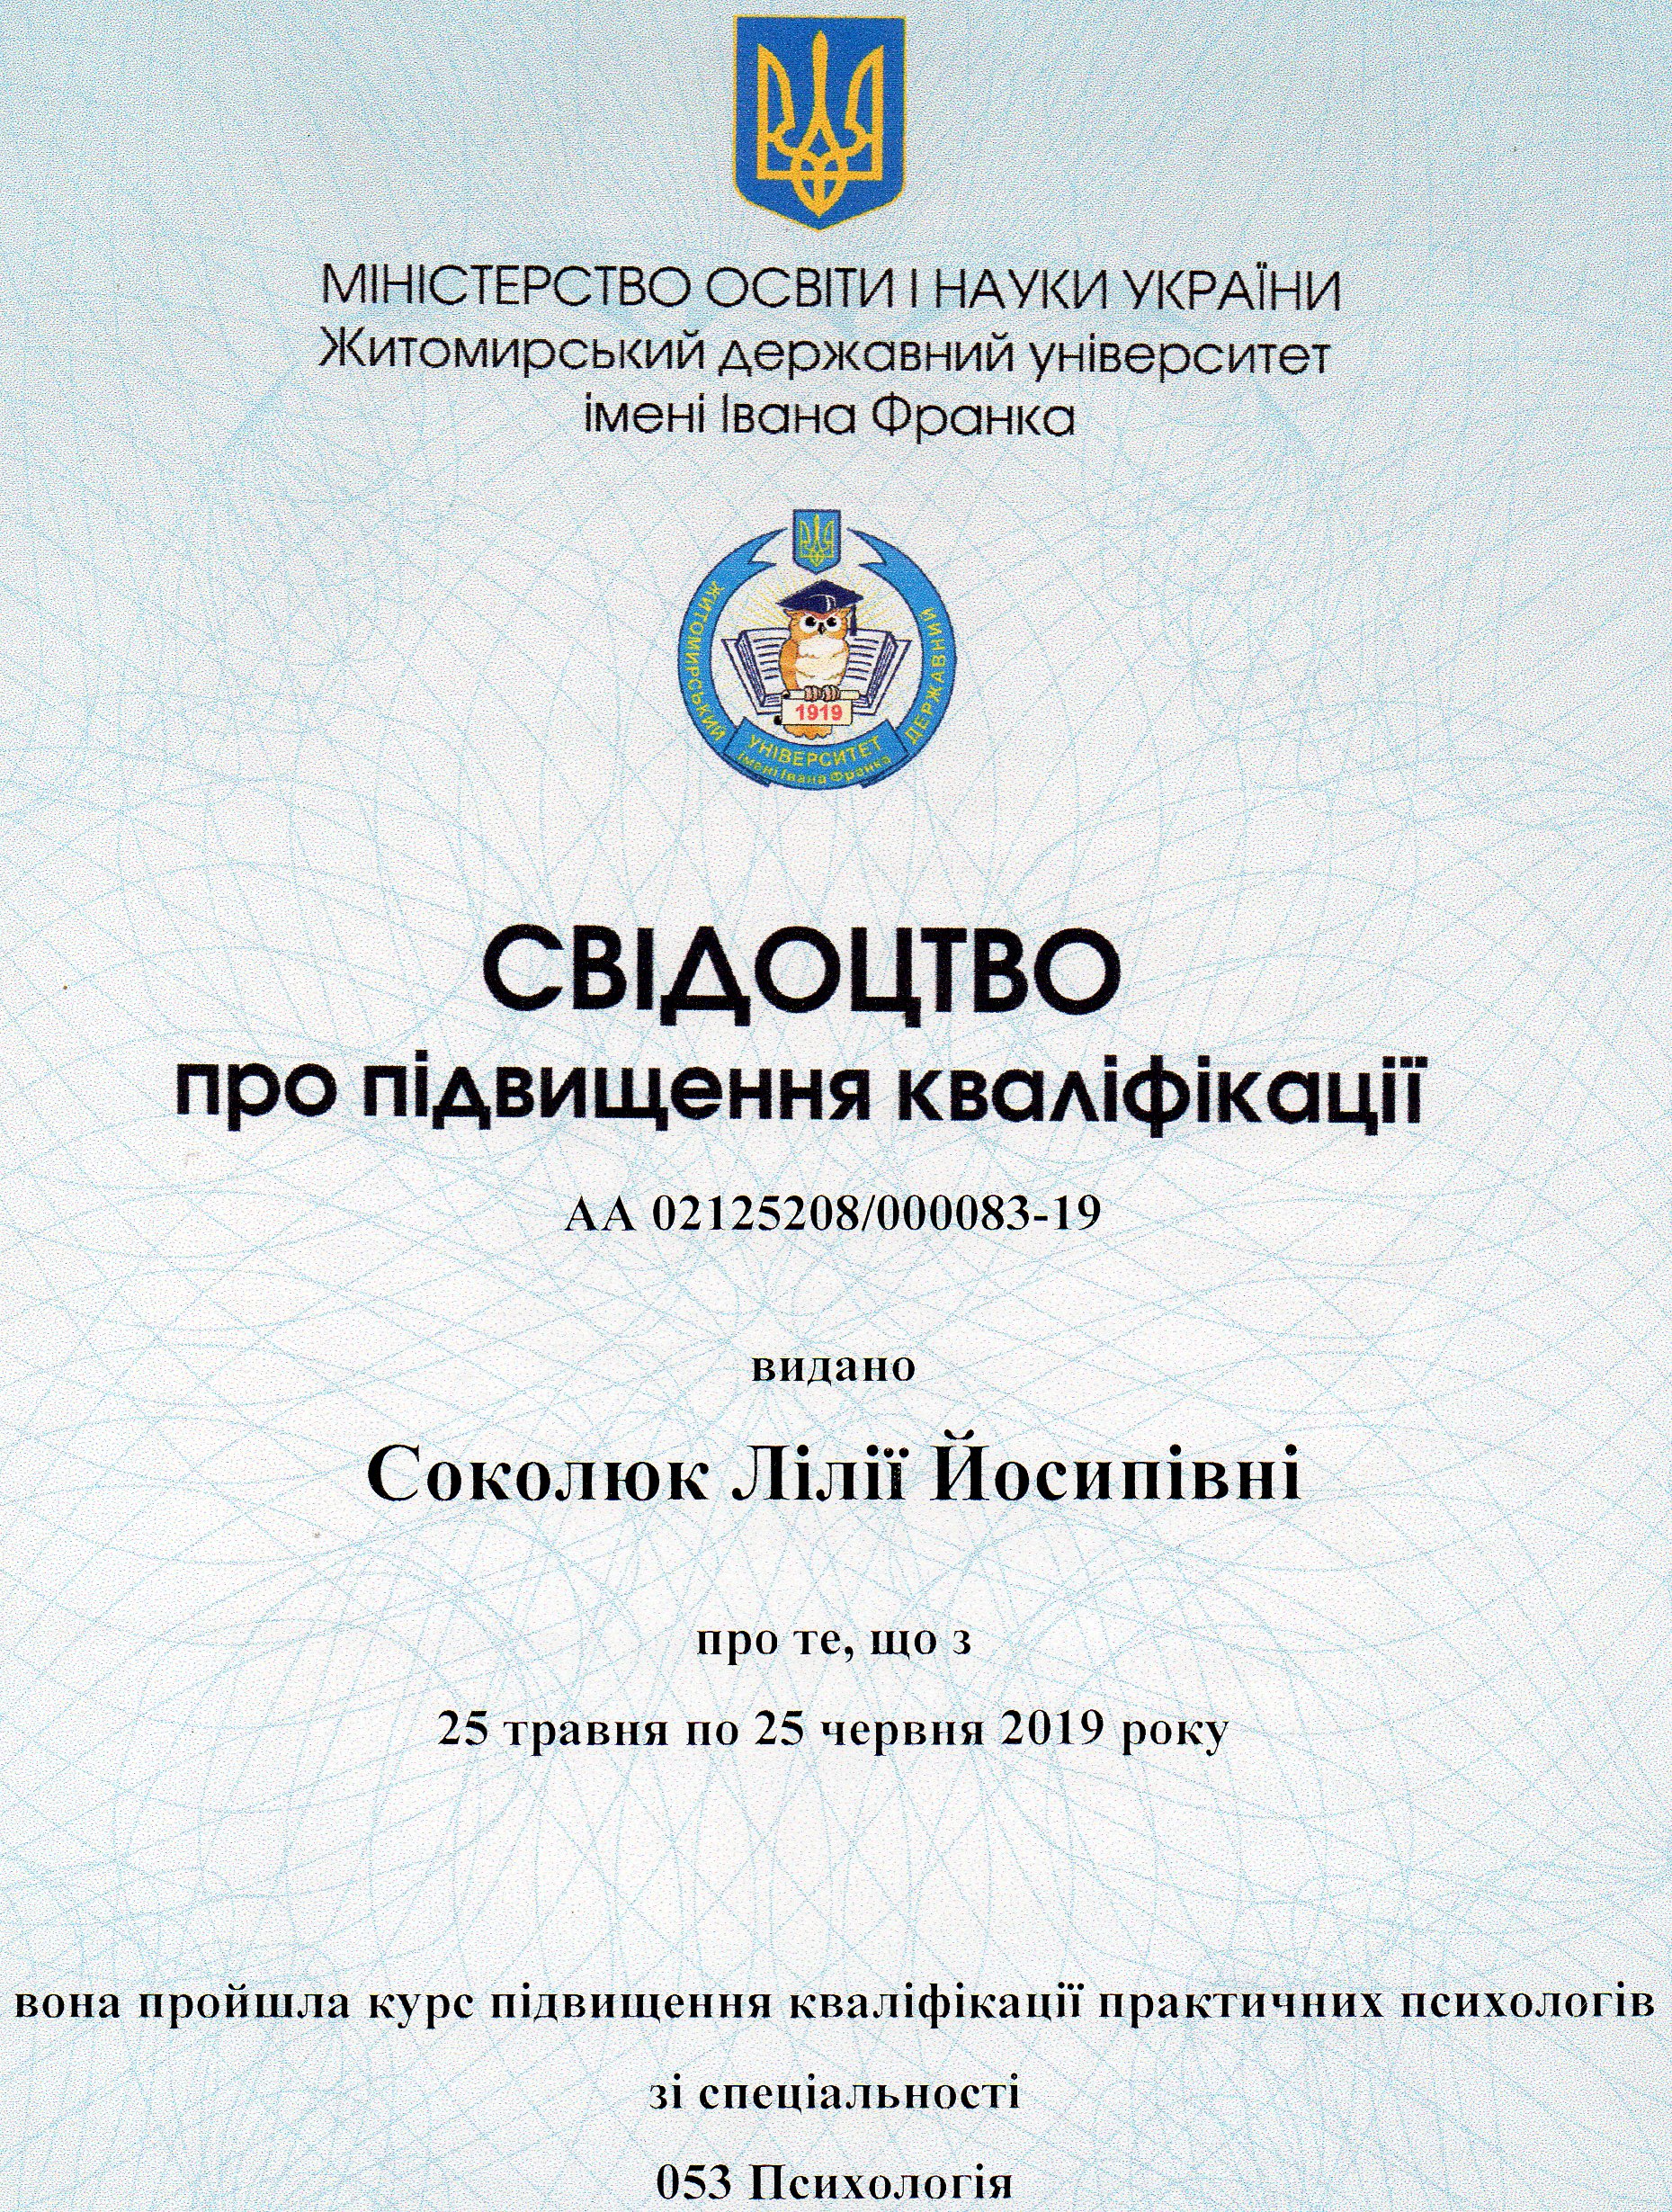 МІНІСТЕРСТВО ОСВІТИ І НАУКИ УКРАЇНИ
Житомирський державний університет
імені Івана Франка
ЖИТОМИРСЬКИЙ ДЕРЖАВНИЙ
1919
УНІВЕРСИТЕТ
імені Івана Франка
СВІДОЦТВО
про підвищення кваліфікації
АА 02125208/000083-19
видано
Соколюк Лілії Йосипівні
про те, що з
25 травня по 25 червня 2019 року
вона пройшла курс підвищення кваліфікації практичних психологів
зі спеціальності
053 Психологія